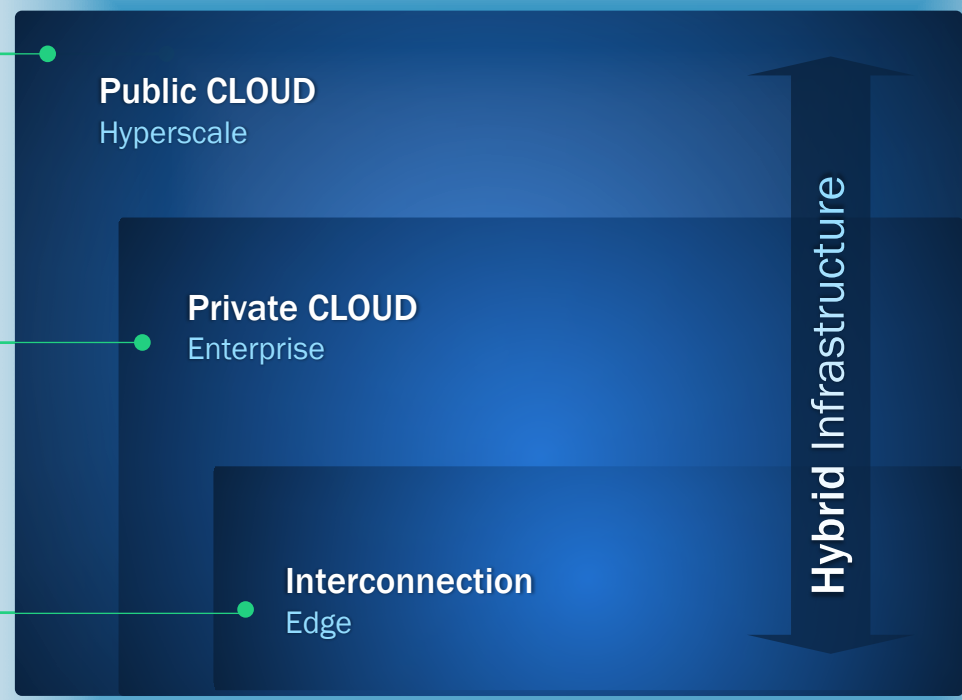 Public CLOUD
Hyperscale
Private CLOUD
Enterprise
Interconnection
Edge
Hybrid Infrastructure